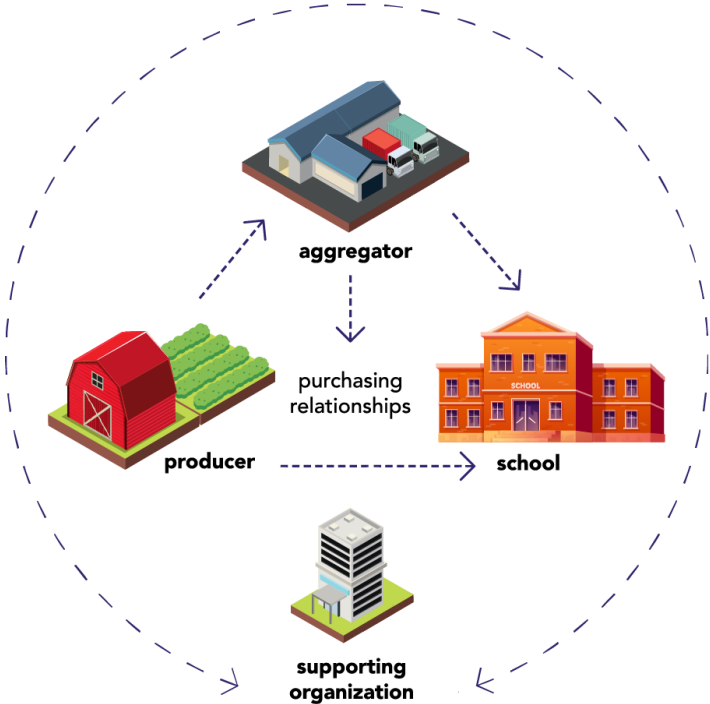 aggregator
purchasing
relationships
SCHOOL
producer
school
supporting
organization